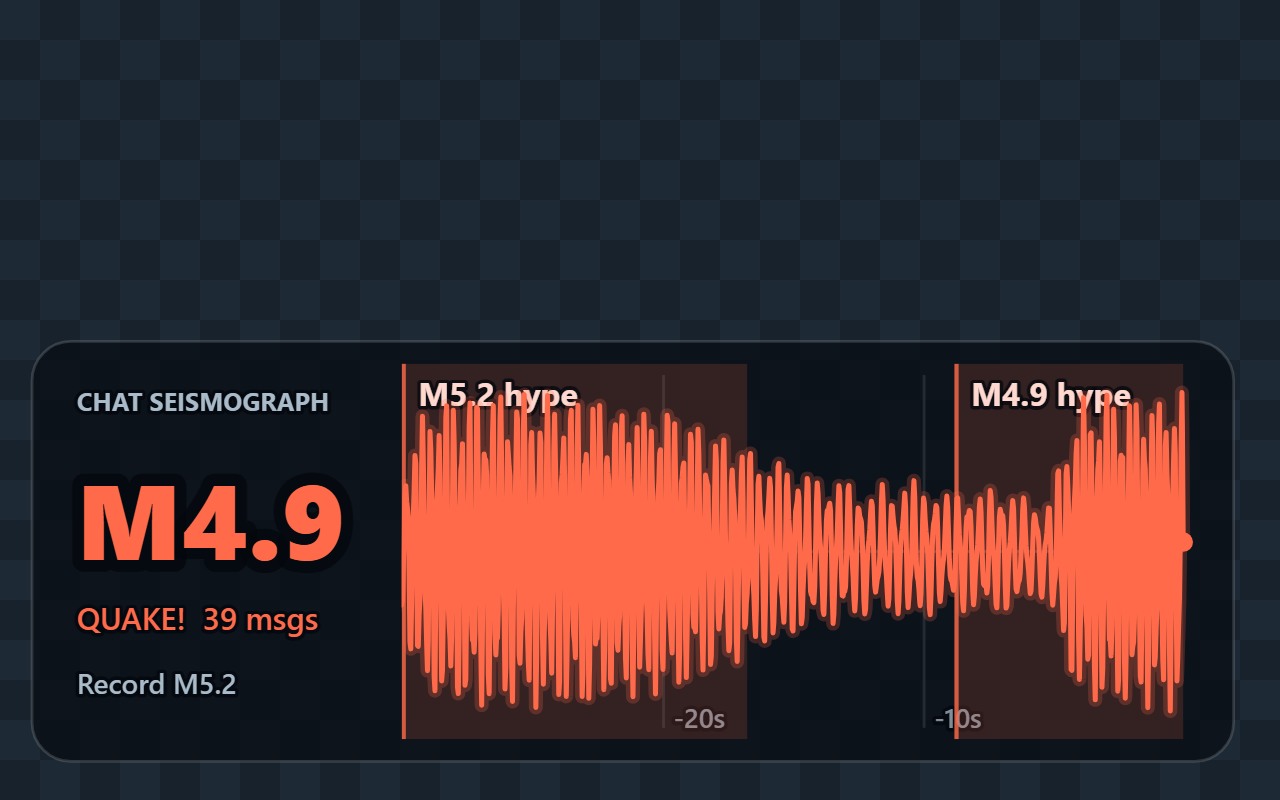 CHAT SEISMOGRAPH
M4.9
QUAKE! 39 msgs
Record M5.2
M5.2 hype
M4.9 hype
-20s
-10s